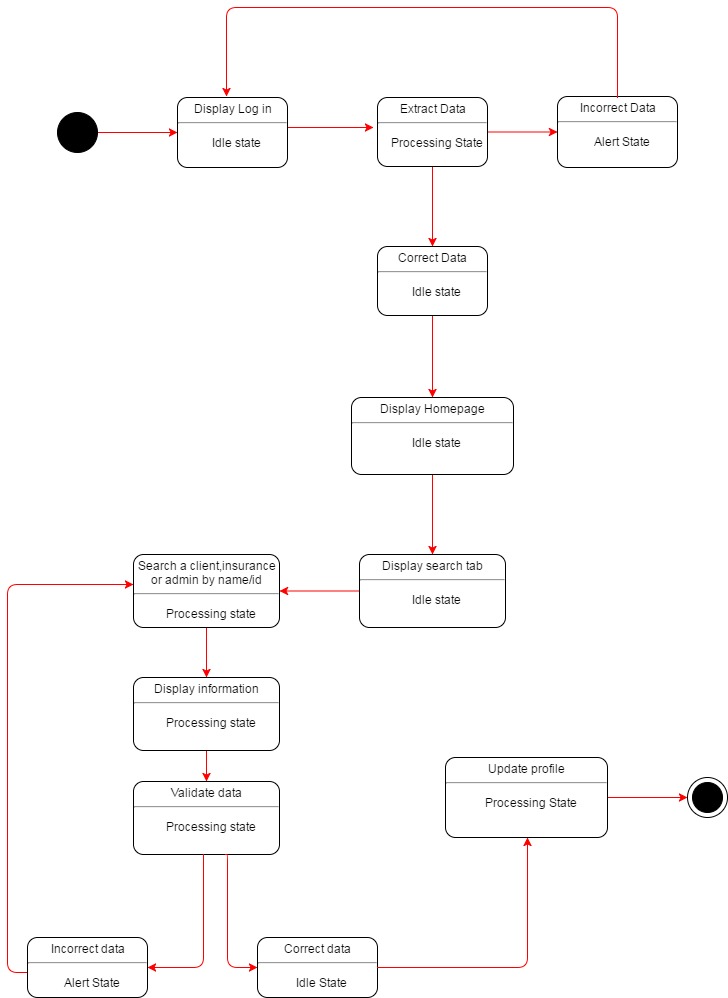 Display Log in
Idle state
Extract Data
Processing State
Incorrect Data
Alert State
Correct Data
Idle state
Display Homepage
Idle state
Display search tab
Idle state
Search a client,insurance
or admin by name/id
Processing state
Display information
Processing state
Validate data
Processing state
Update profile
Processing State
Incorrect data
Alert State
Correct data
Idle State